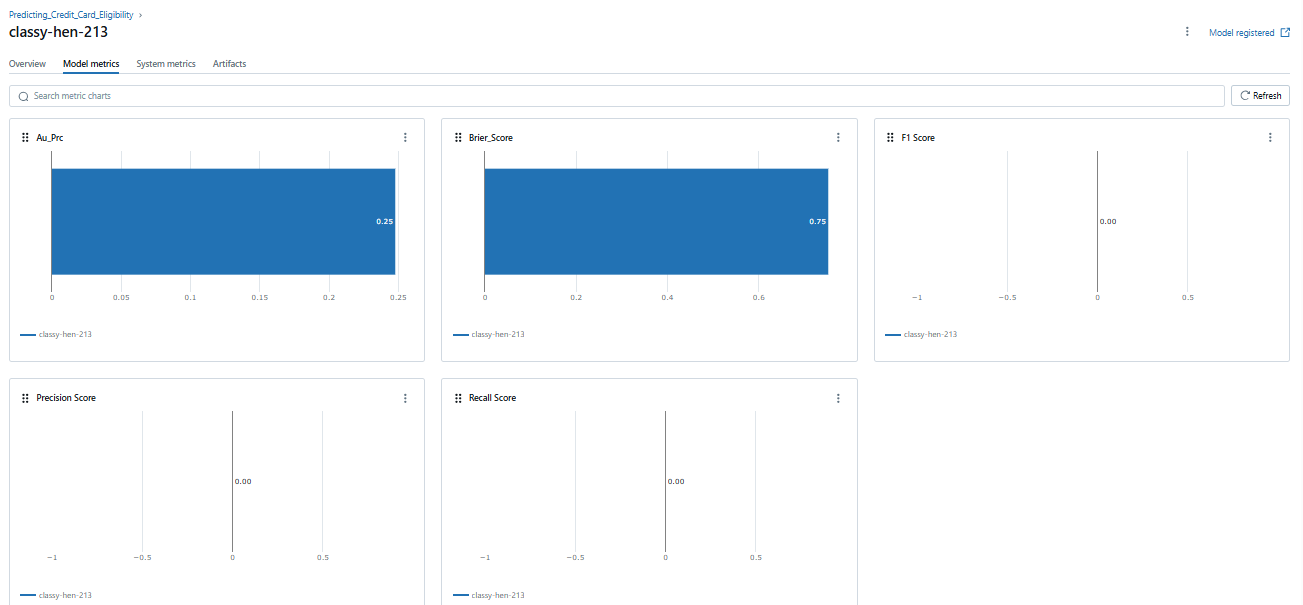 Predicting_Credit_Card_Eligibility ›
classy-hen-213
Model registered
Overview Model metrics System metrics Artifacts
Search metric charts
Refresh
Au_Prc
0.25
0 0.05 0.1 0.15 0.2 0.25
classy-hen-213
Brier_Score
0.75
0 0.2 0.4 0.6
classy-hen-213
F1 Score
0.00
−1 −0.5 0 0.5
classy-hen-213
Precision Score
0.00
−1 −0.5 0 0.5
classy-hen-213
Recall Score
0.00
−1 −0.5 0 0.5
classy-hen-213